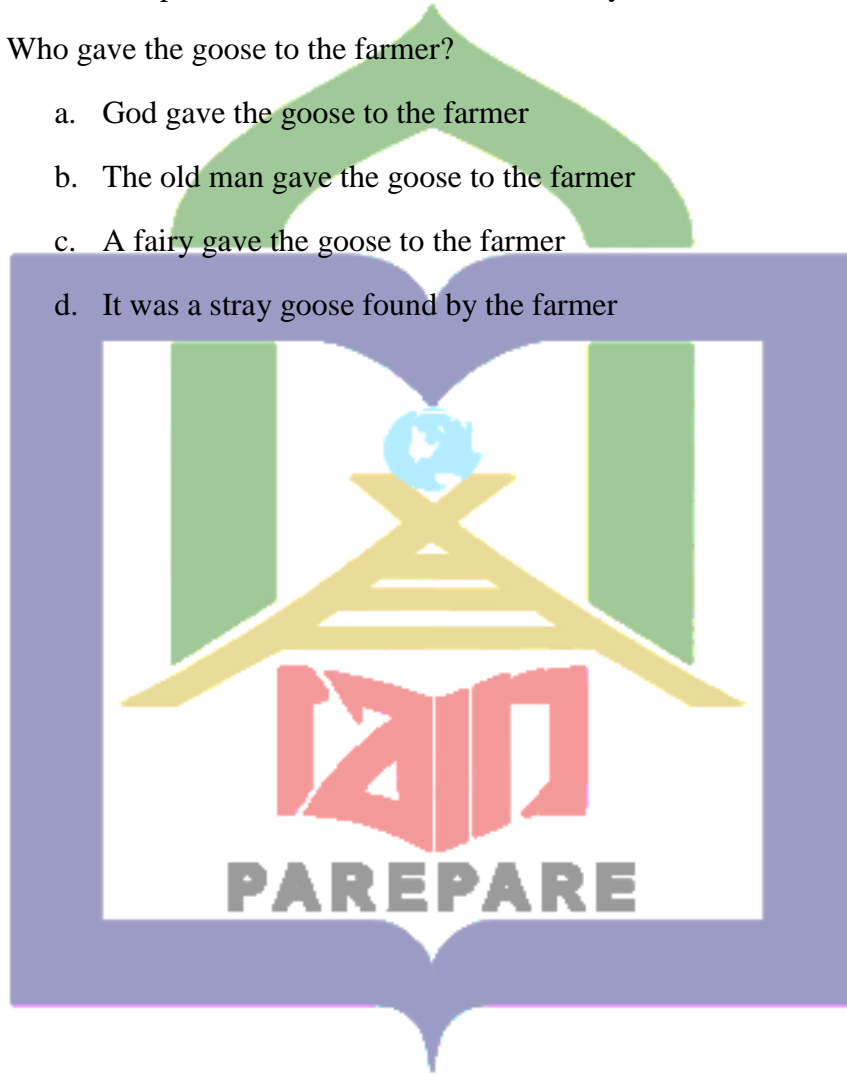 Who gave the goose to the farmer?
a. God gave the goose to the farmer
b. The old man gave the goose to the farmer
c. A fairy gave the goose to the farmer
d. It was a stray goose found by the farmer
iain
PAREPARE